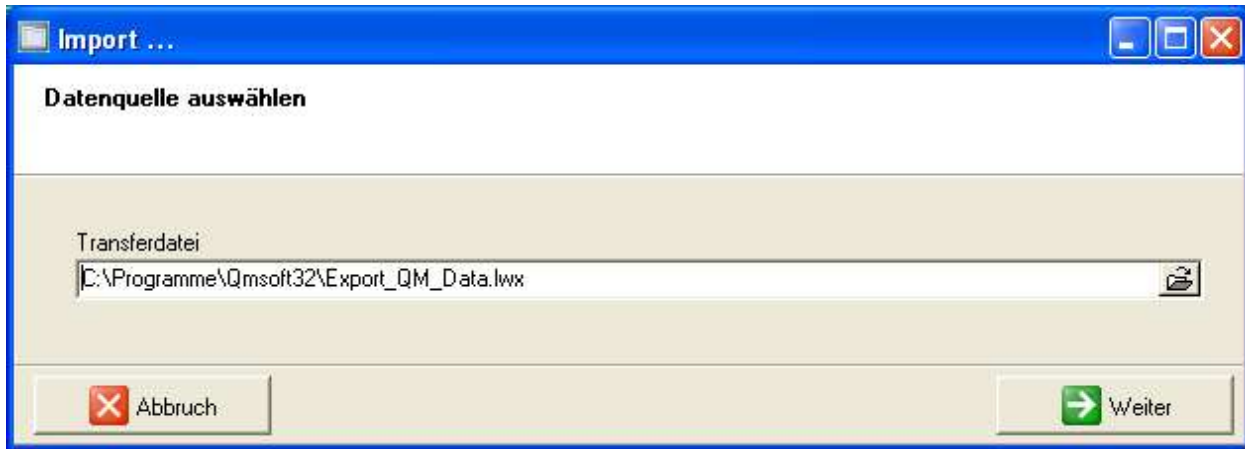 Import ...
Datenquelle auswählen
Transferdatei
C:\Programme\Qmsoft32\Export_QM_Data.lwx
Abbruch
Weiter